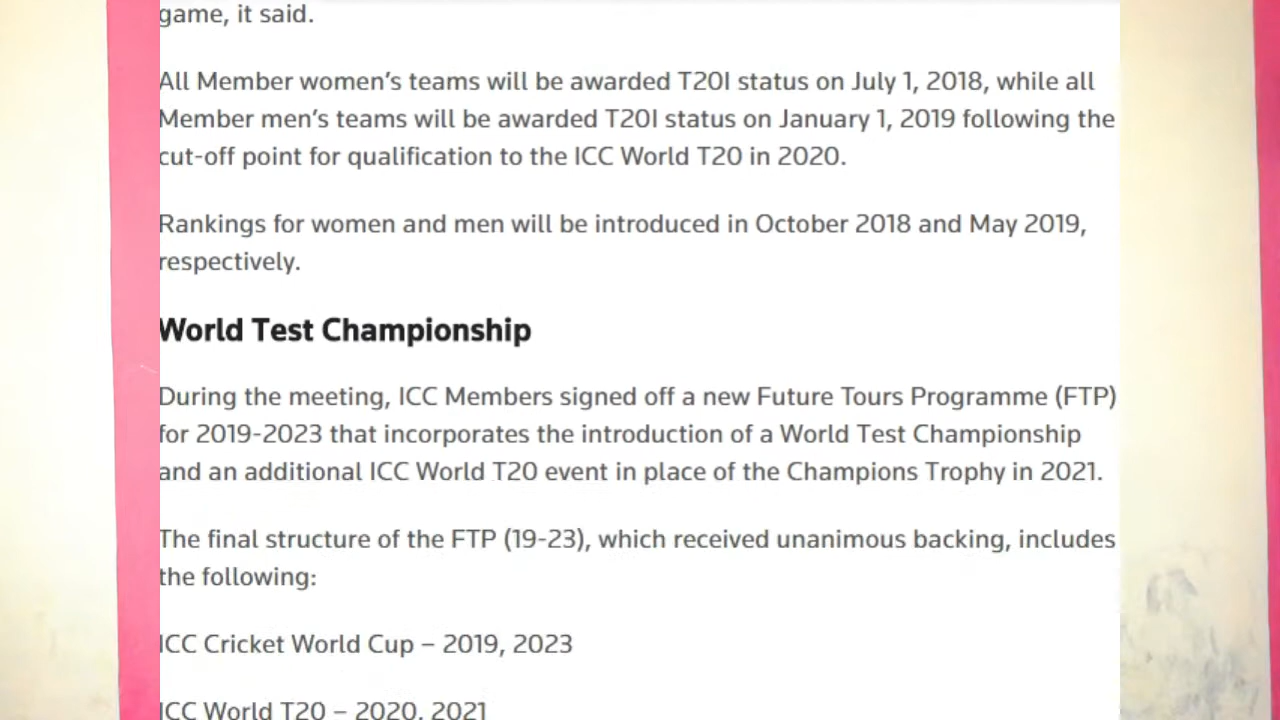 game, it said.
All Member women's teams will be awarded T20I status on July 1, 2018, while all
Member men's teams will be awarded T20I status on January 1, 2019 following the
cut-off point for qualification to the ICC World T20 in 2020.
Rankings for women and men will be introduced in October 2018 and May 2019,
respectively.
World Test Championship
During the meeting, ICC Members signed off a new Future Tours Programme (FTP)
for 2019-2023 that incorporates the introduction of a World Test Championship
and an additional ICC World T20 event in place of the Champions Trophy in 2021.
The final structure of the FTP (19-23), which received unanimous backing, includes
the following:
ICC Cricket World Cup – 2019, 2023
ICC World T20 – 2020, 2021